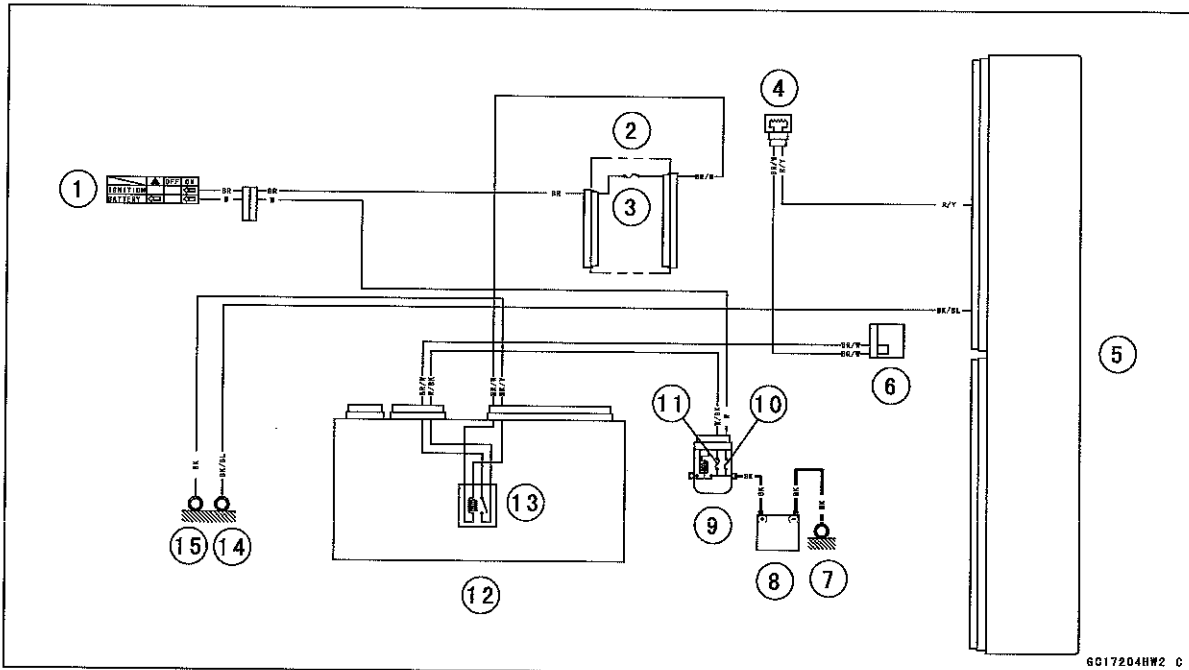 1
OFF ON
IGNITION
BATTERY
BR
W
BR
W
BR
2
3
BR/W
4
BR/W
R/Y
R/Y
BK/BL
5
BR/W
BR/W
6
BR/W
W/BK
BR/W
BK/Y
W/BK
W
11
10
BK
BK
BK
BK
9
8
7
13
12
BK
BK/BL
15
14
GC17204HW2 C